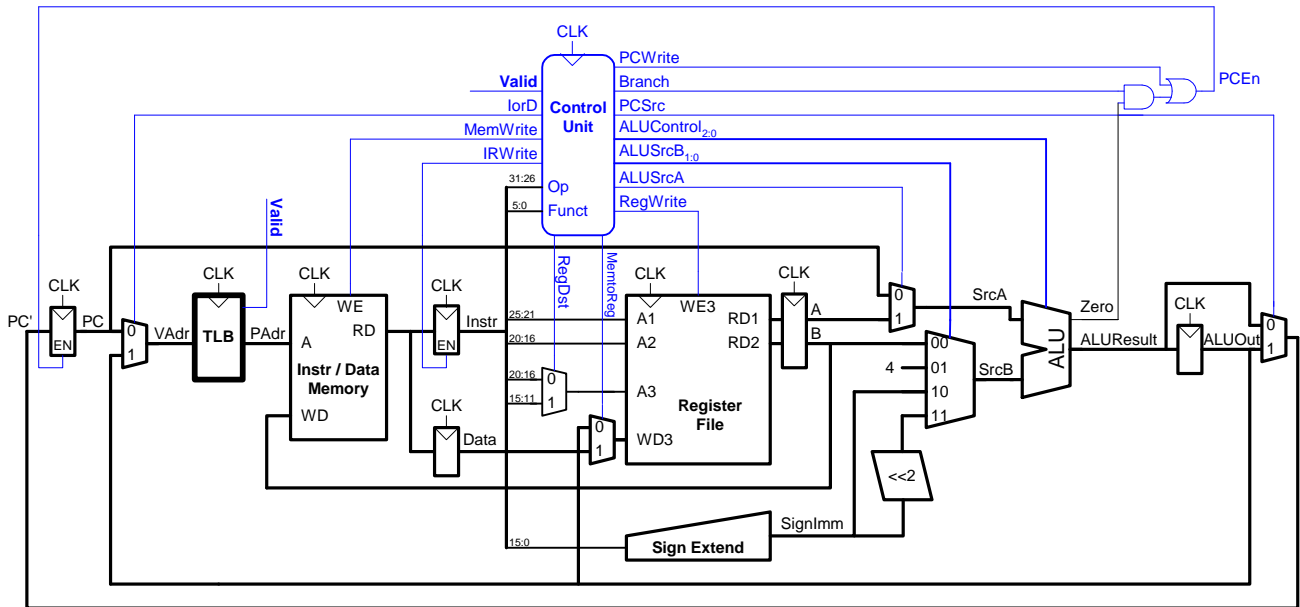 CLK
PCWrite
Valid
Branch
PCEn
IorD
Control
Unit
PCSrc
MemWrite
ALUControl2:0
IRWrite
ALUSrcB1:0
31:26
Op
ALUSrcA
5:0
Funct
RegWrite
Valid
RegDst
MemtoReg
CLK
CLK
CLK
CLK
CLK
CLK
PC'
PC
EN
0
1
VAdr
TLB
PAdr
WE
RD
A
Instr / Data
Memory
WD
Instr
EN
CLK
Data
25:21
20:16
20:16
15:11
0
1
0
1
A1
A2
A3
WD3
WE3
RD1
RD2
Register
File
A
B
0
1
SrcA
4
00
01
10
11
SrcB
<<2
ALU
Zero
ALUResult
CLK
ALUOut
0
1
SignImm
15:0
Sign Extend